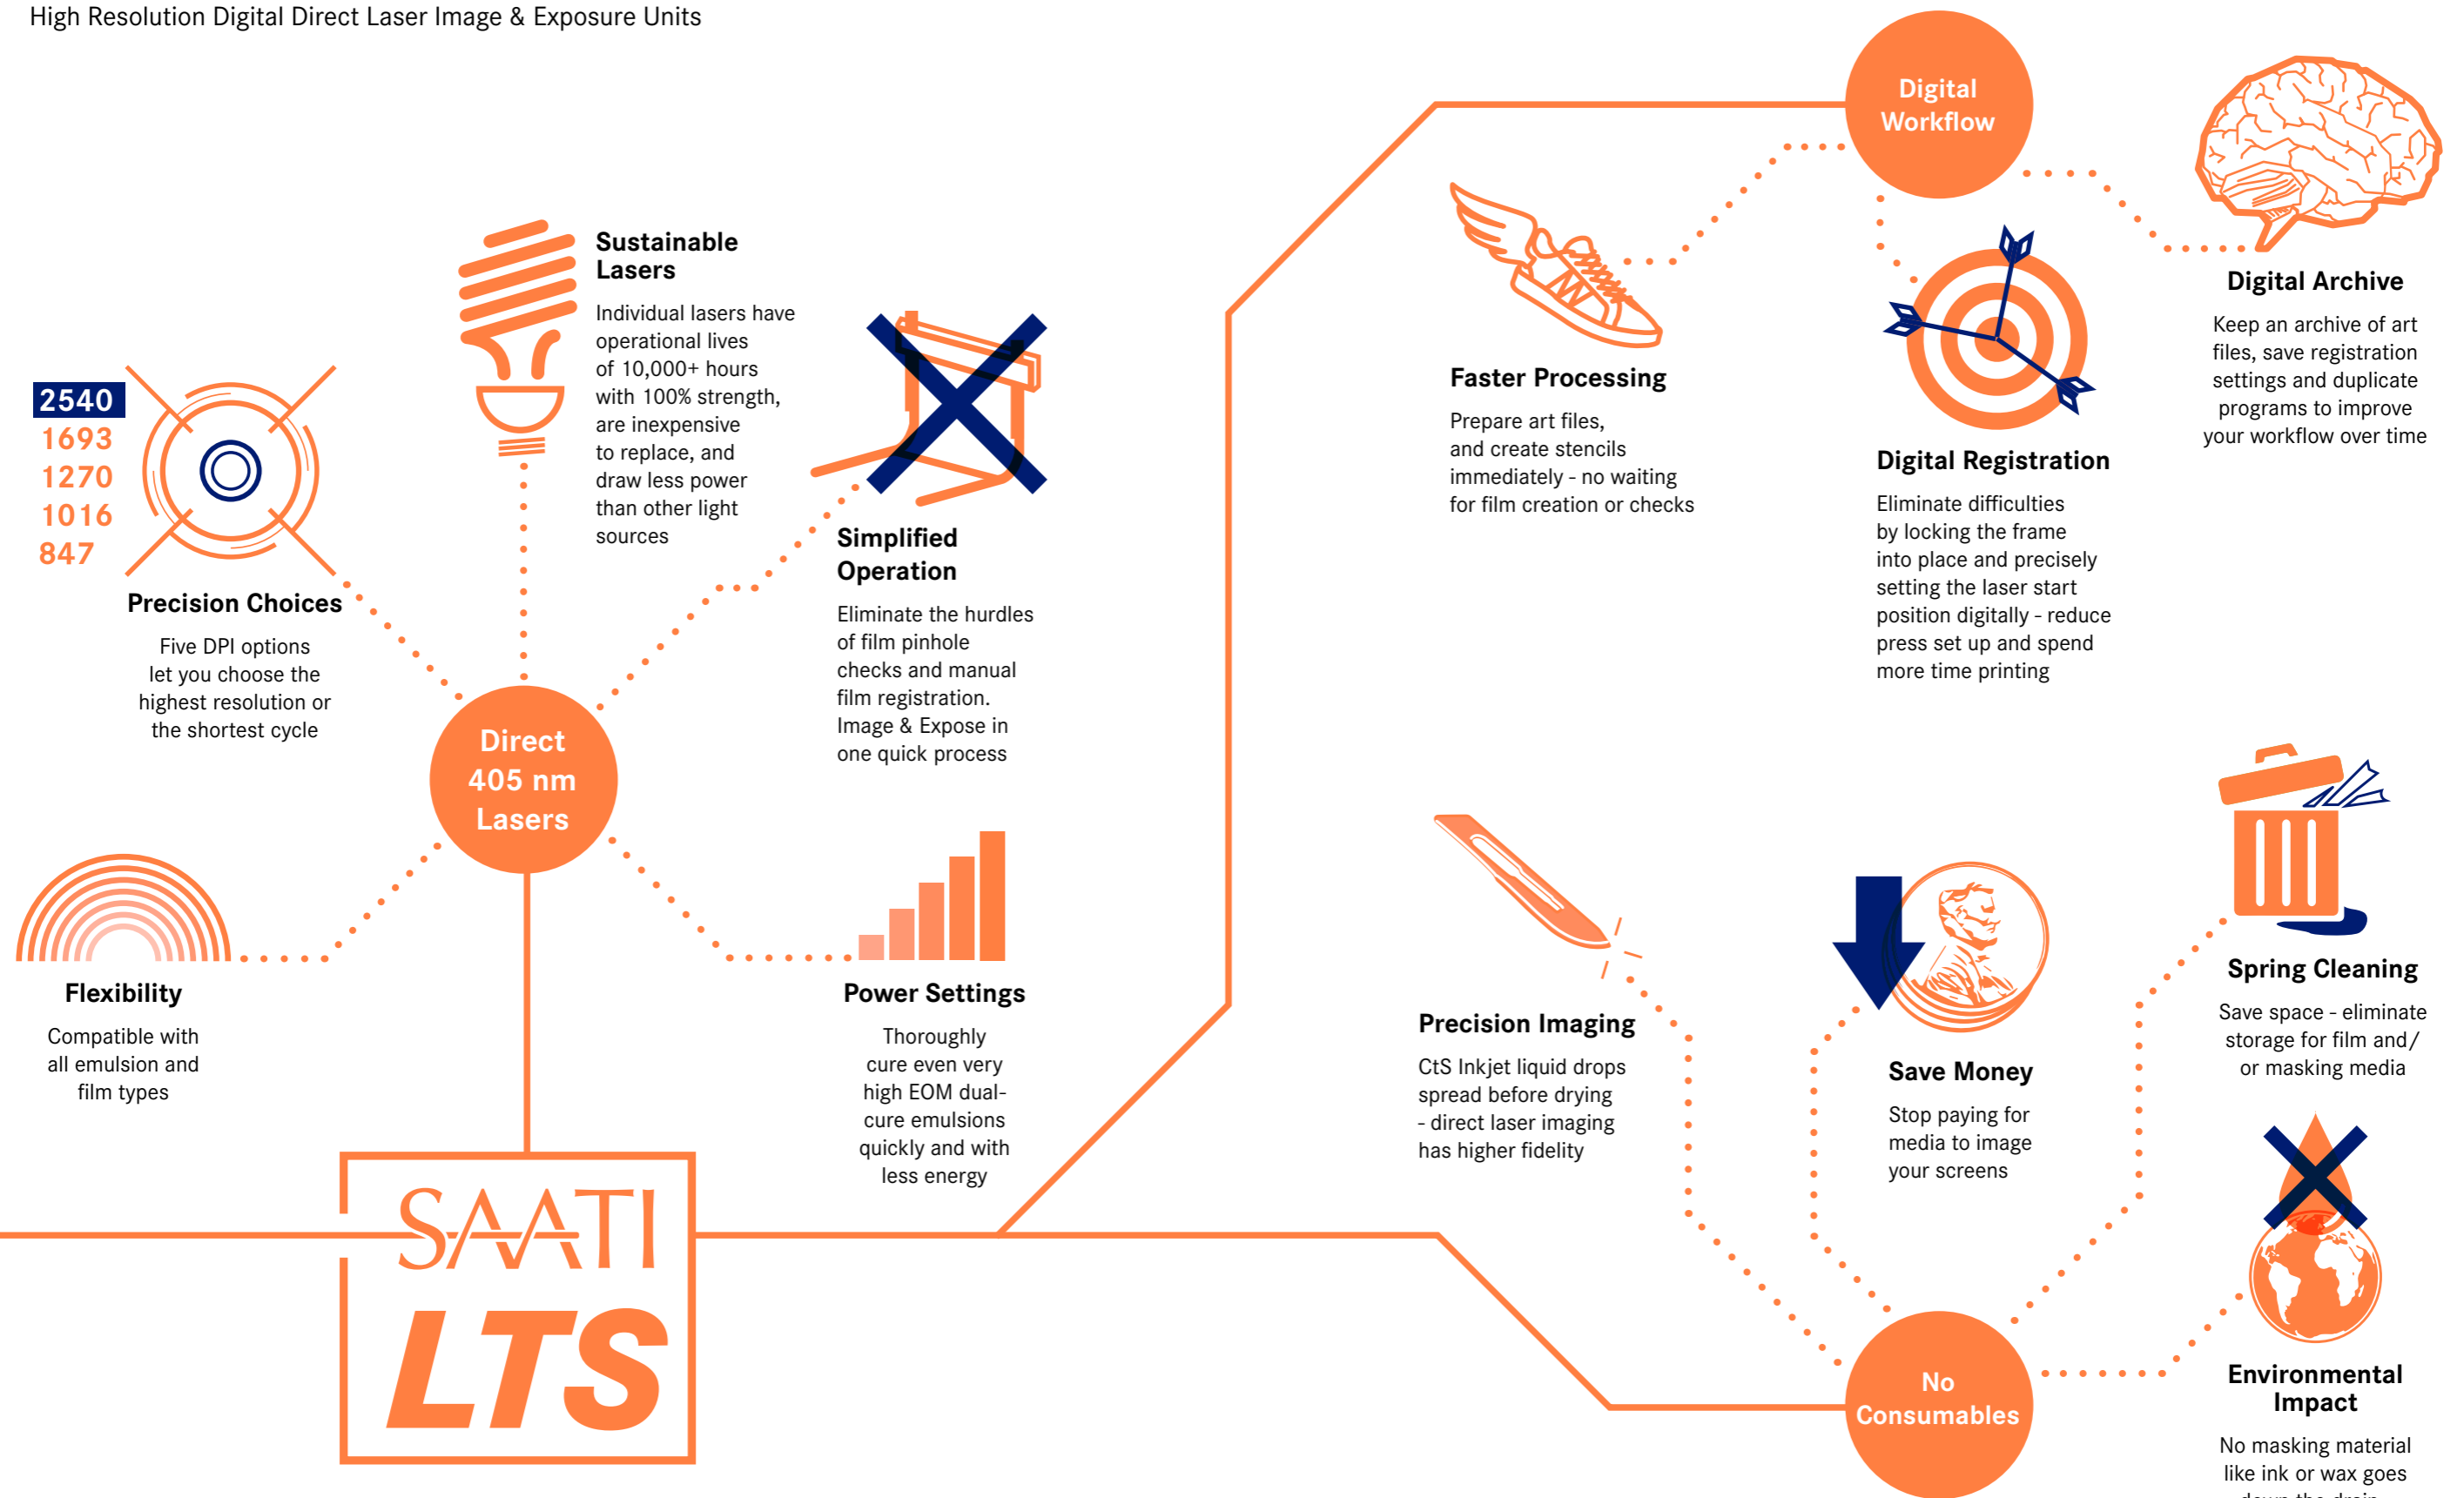 High Resolution Digital Direct Laser Image & Exposure Units
2540
1693
1270
1016
847
Precision Choices
Five DPI options
let you choose the
highest resolution or
the shortest cycle
Sustainable
Lasers
Individual lasers have
operational lives
of 10,000+ hours
with 100% strength,
are inexpensive
to replace, and
draw less power
than other light
sources
Simplified
Operation
Eliminate the hurdles
of film pinhole
checks and manual
film registration.
Image & Expose in
one quick process
Direct
405 nm
Lasers
Flexibility
Compatible with
all emulsion and
film types
Power Settings
Thoroughly
cure even very
high EOM dual-
cure emulsions
quickly and with
less energy
SAATI
LTS
Digital
Workflow
Faster Processing
Prepare art files,
and create stencils
immediately - no waiting
for film creation or checks
Digital Registration
Eliminate difficulties
by locking the frame
into place and precisely
setting the laser start
position digitally - reduce
press set up and spend
more time printing
Digital Archive
Keep an archive of art
files, save registration
settings and duplicate
programs to improve
your workflow over time
Precision Imaging
CtS Inkjet liquid drops
spread before drying
- direct laser imaging
has higher fidelity
Save Money
Stop paying for
media to image
your screens
Spring Cleaning
Save space - eliminate
storage for film and/
or masking media
No
Consumables
Environmental
Impact
No masking material
like ink or wax goes
down the drain